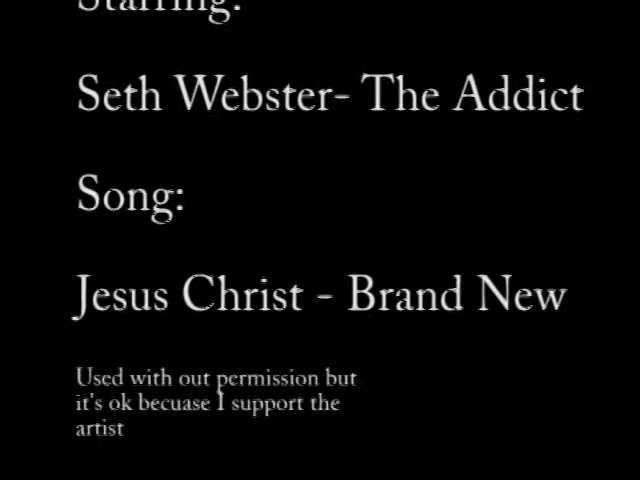 Starring:
Seth Webster- The Addict
Song:
Jesus Christ - Brand New
Used with out permission but
it's ok becuase I support the
artist